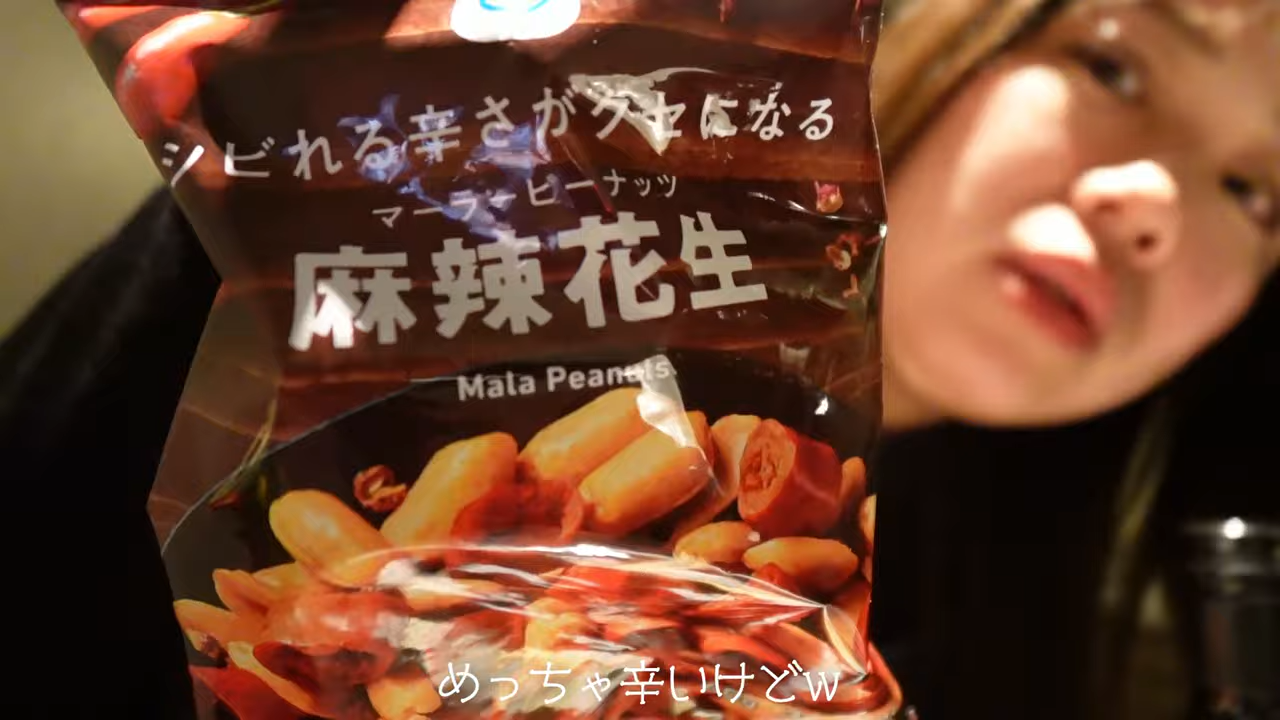 シビれる辛さがクセになる
マーラーピーナッツ
麻辣花生
Mala Peanuts
めっちゃ辛いけどw